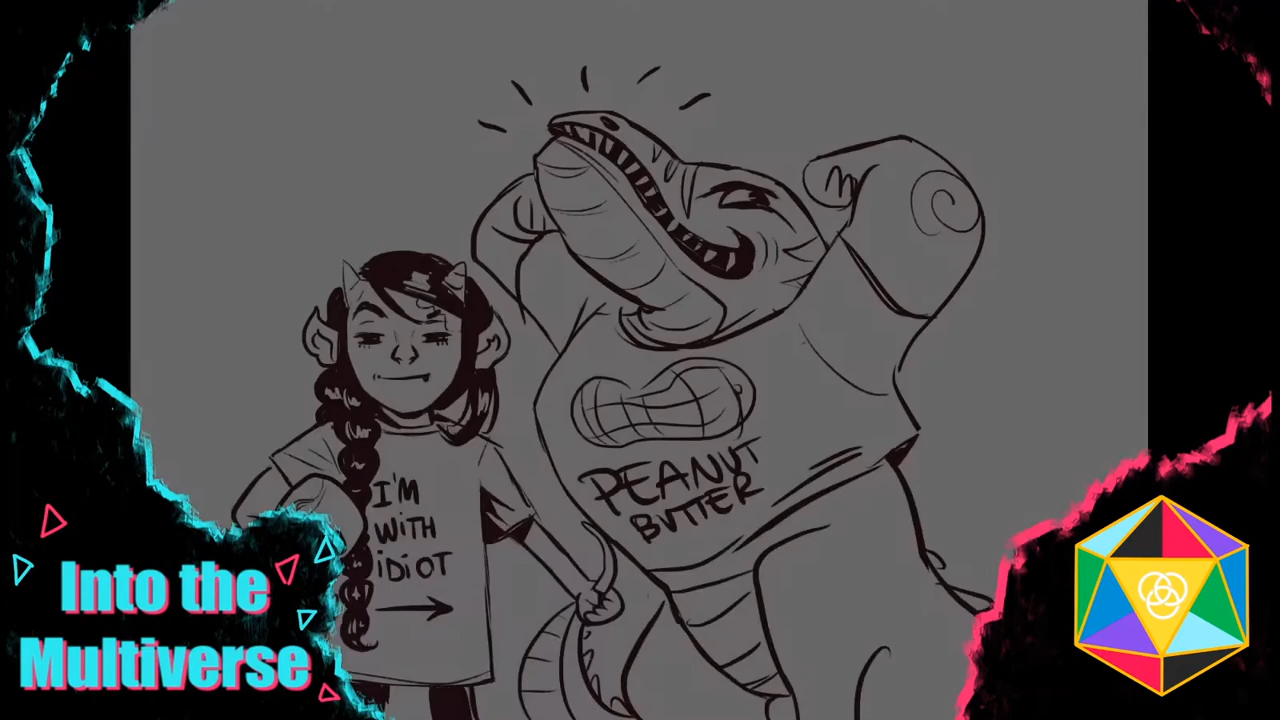 I'M
WiTH
iDiOT
PEANUT
BUTTER
Into the
Multiverse